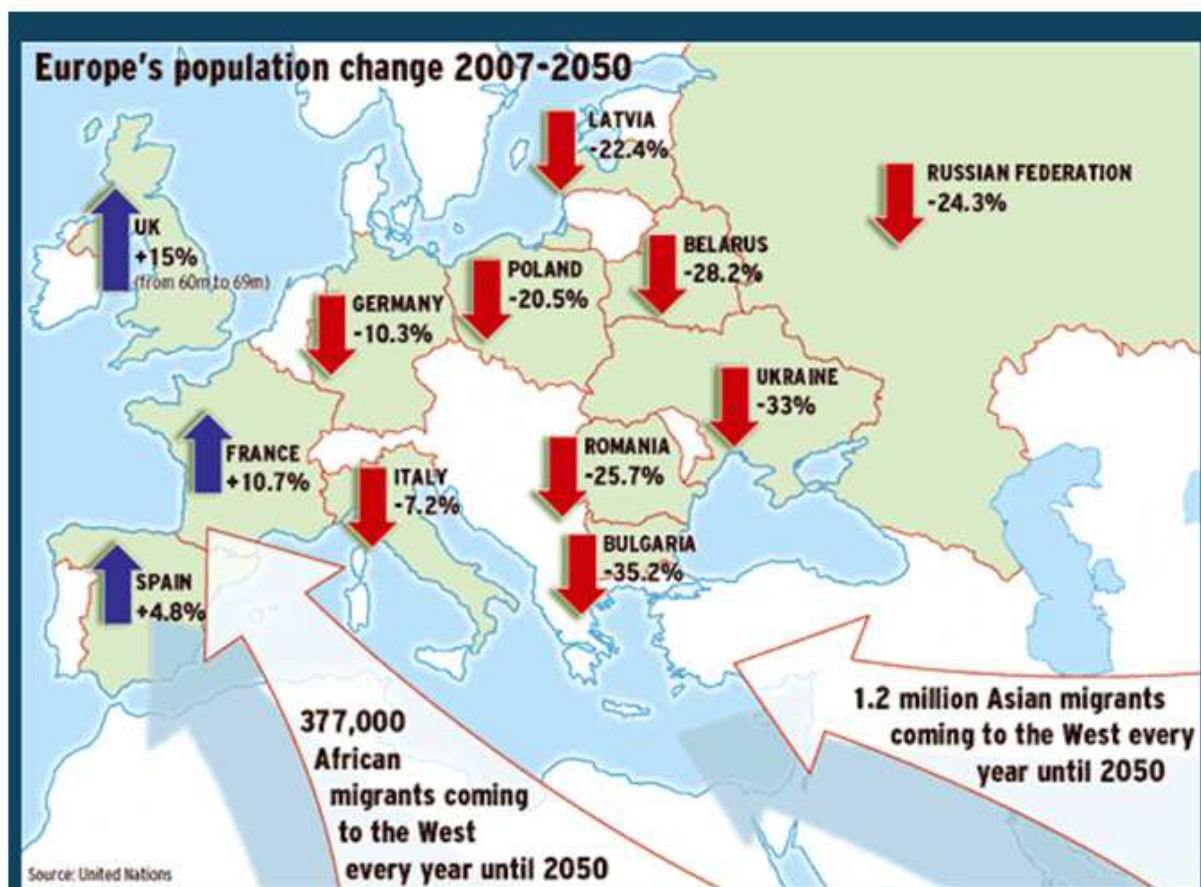 Europe's population change 2007-2050
LATVIA
-22.4%
RUSSIAN FEDERATION
-24.3%
UK
+15%
(from 60m to 69m)
BELARUS
-28.2%
POLAND
-20.5%
GERMANY
-10.3%
UKRAINE
-33%
FRANCE
+10.7%
ITALY
-7.2%
ROMANIA
-25.7%
BULGARIA
-35.2%
SPAIN
+4.8%
377,000
African
migrants coming
to the West
every year until 2050
1.2 million Asian migrants
coming to the West every
year until 2050
Source: United Nations